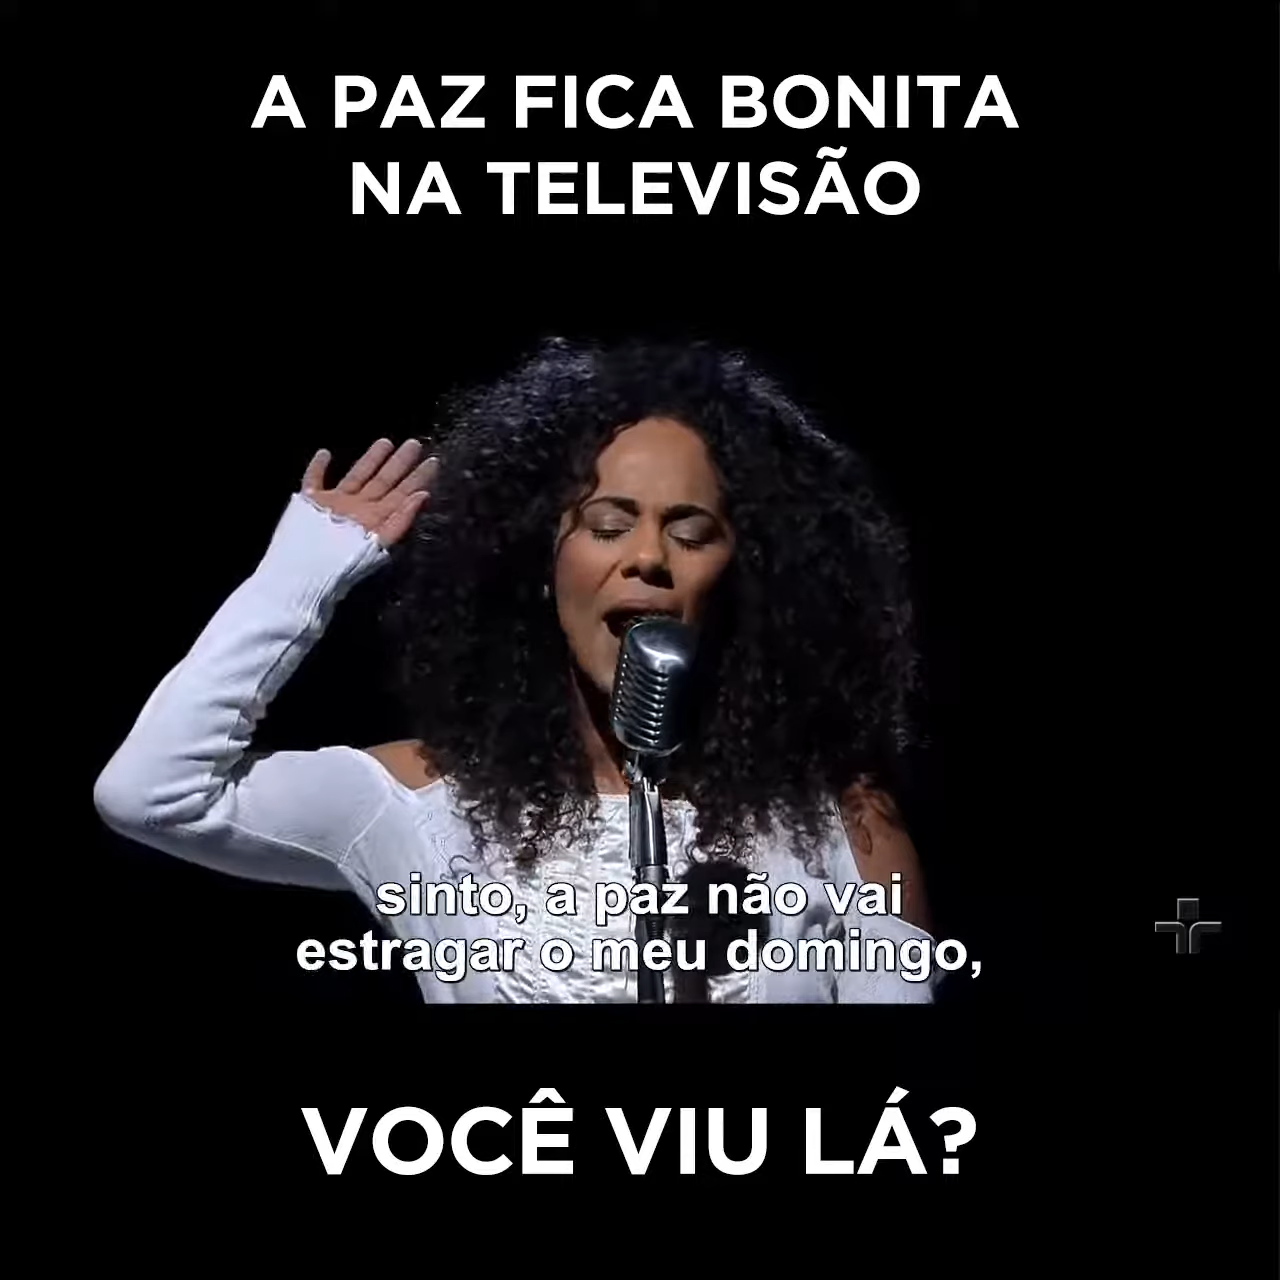 A PAZ FICA BONITA
NA TELEVISÃO
sinto, a paz não vai
estragar o meu domingo,
VOCÊ VIU LÁ?